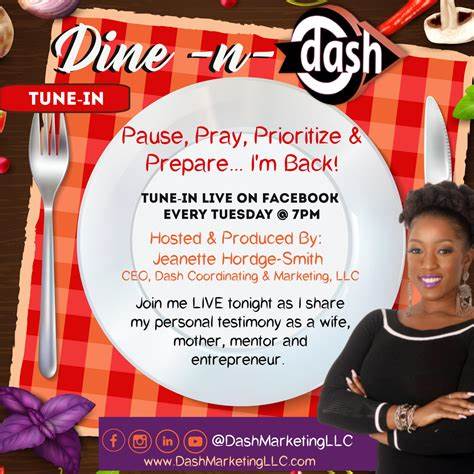 Dine -n- dash
TUNE-IN
Pause, Pray, Prioritize &
Prepare... I'm Back!
TUNE-IN LIVE ON FACEBOOK
EVERY TUESDAY @ 7PM
Hosted & Produced By:
Jeanette Hordge-Smith
CEO, Dash Coordinating & Marketing, LLC
Join me LIVE tonight as I share
my personal testimony as a wife,
mother, mentor and
entrepreneur.
@DashMarketingLLC
www.DashMarketingLLC.com